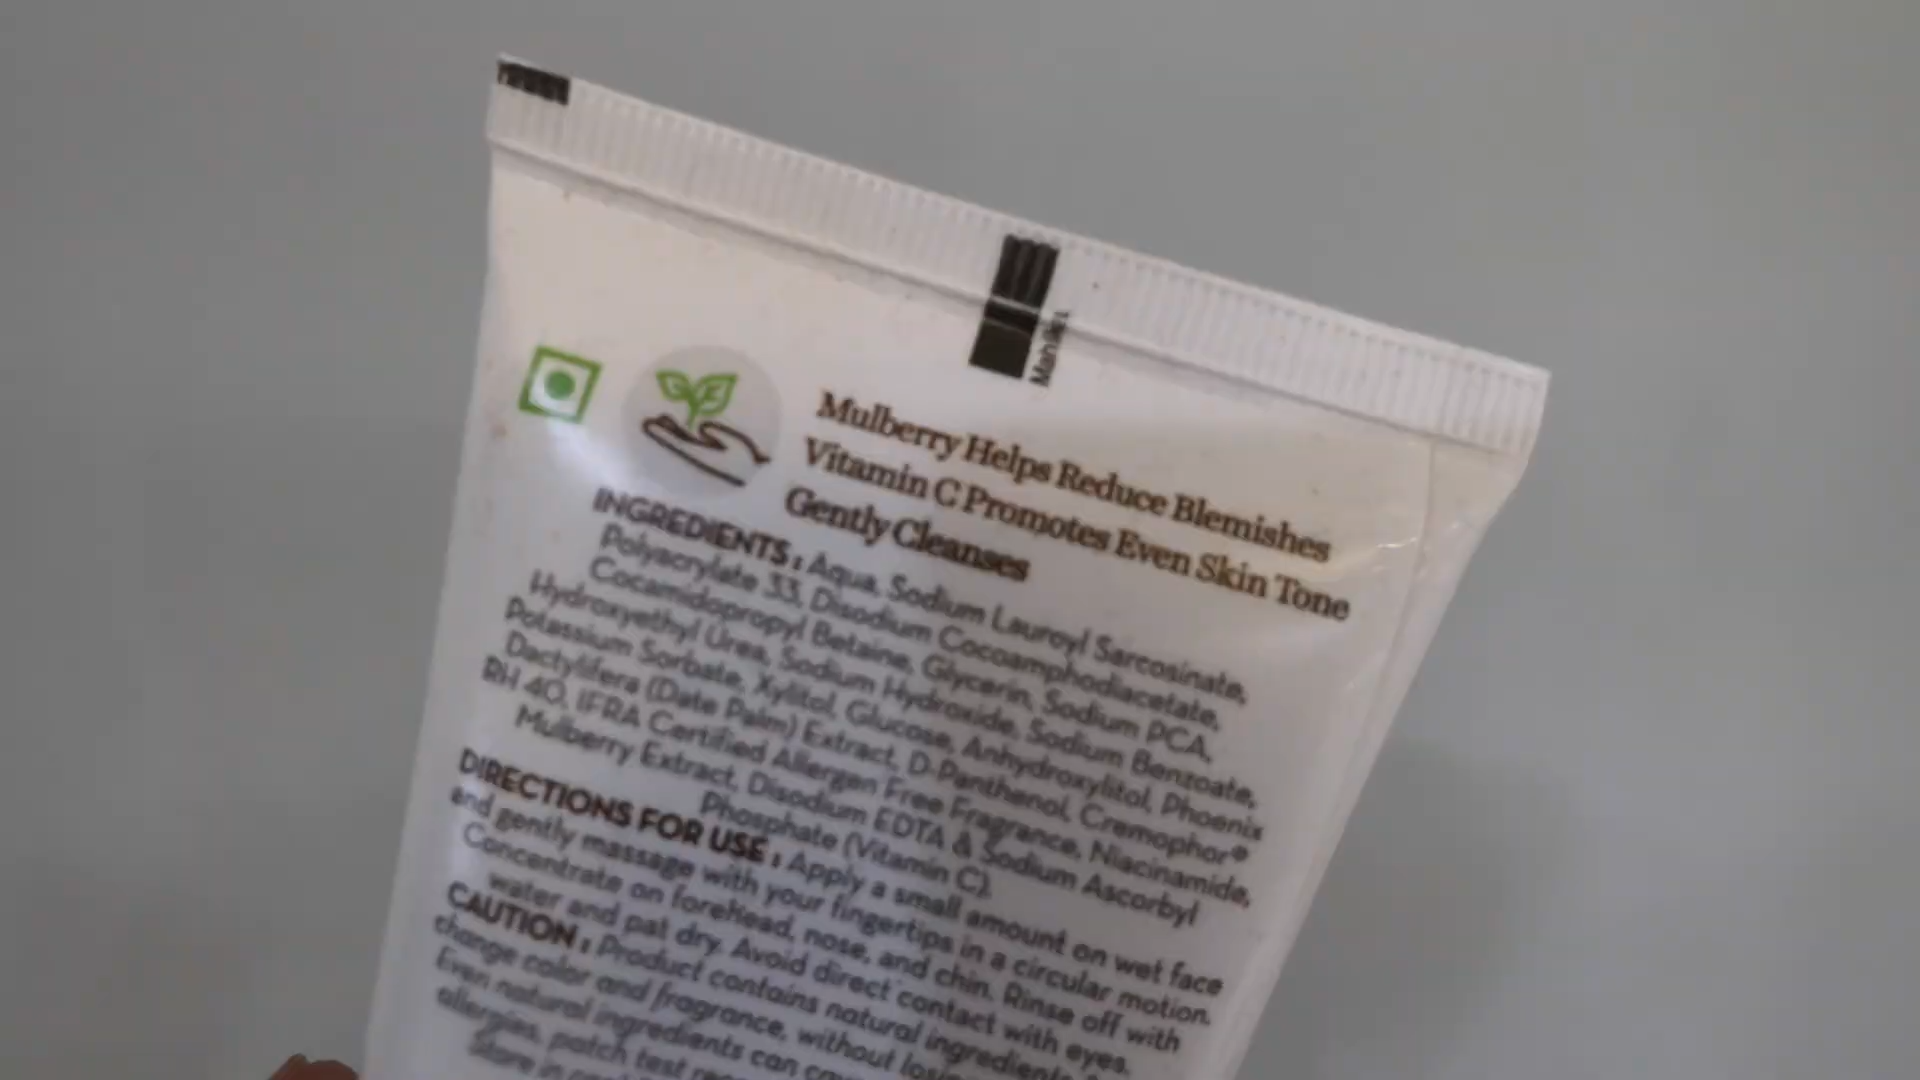 Mulberry Helps Reduce Blemishes
Vitamin C Promotes Even Skin Tone
Gently Cleanses
INGREDIENTS : Aqua, Sodium Lauroyl Sarcosinate,
Polyacrylate 33, Disodium Cocoamphodiacetate,
Cocamidopropyl Betaine, Glycerin, Sodium PCA,
Hydroxyethyl Urea, Sodium Hydroxide, Sodium Benzoate,
Potassium Sorbate, Xylitol, Glucose, Anhydroxylitol, Phoenix
Dactylifera (Date Palm) Extract, D-Panthenol, Cremophor®
RH 40, IFRA Certified Allergen Free Fragrance, Niacinamide,
Mulberry Extract, Disodium EDTA & Sodium Ascorbyl
Phosphate (Vitamin C).
DIRECTIONS FOR USE : Apply a small amount on wet face
and gently massage with your fingertips in a circular motion.
Concentrate on forehead, nose, and chin. Rinse off with
water and pat dry. Avoid direct contact with eyes.
CAUTION : Product contains natural ingredients
change color and fragrance, without
Even natural ingredients can
allergies, patch test
Store in